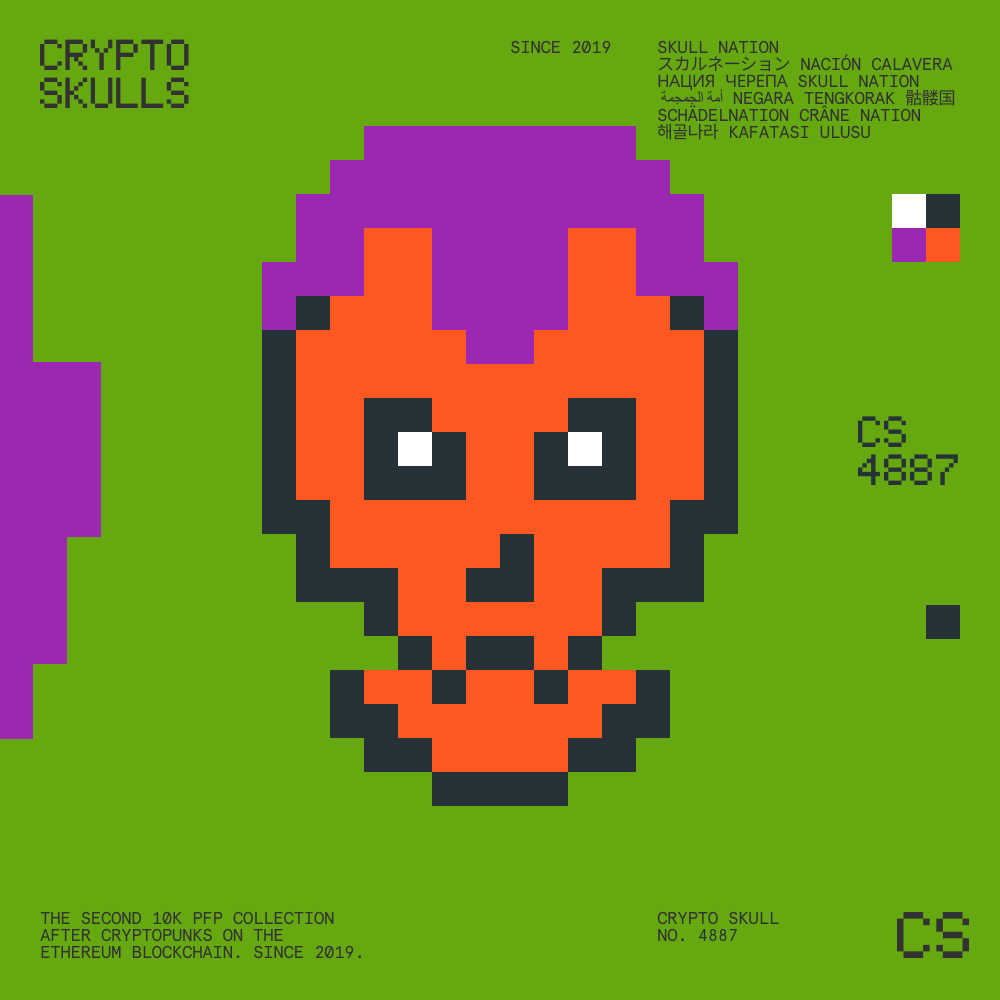 CRYPTO
SKULLS
SINCE 2019
SKULL NATION
スカルネーション NACIÓN CALAVERA
НАЦИЯ ЧЕРЕПА SKULL NATION
أمة الجمجمة NEGARA TENGKORAK 骷髅国
SCHÄDELNATION CRÂNE NATION
해골나라 KAFATASI ULUSU
CS
4887
THE SECOND 10K PFP COLLECTION
AFTER CRYPTOPUNKS ON THE
ETHEREUM BLOCKCHAIN. SINCE 2019.
CRYPTO SKULL
NO. 4887
CS